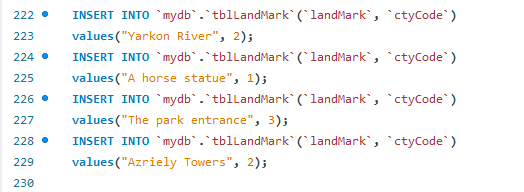 222 INSERT INTO `mydb`.`tblLandMark`(`landMark`, `ctyCode`)
223 values("Yarkon River", 2);
224 INSERT INTO `mydb`.`tblLandMark`(`landMark`, `ctyCode`)
225 values("A horse statue", 1);
226 INSERT INTO `mydb`.`tblLandMark`(`landMark`, `ctyCode`)
227 values("The park entrance", 3);
228 INSERT INTO `mydb`.`tblLandMark`(`landMark`, `ctyCode`)
229 values("Azriely Towers", 2);
230